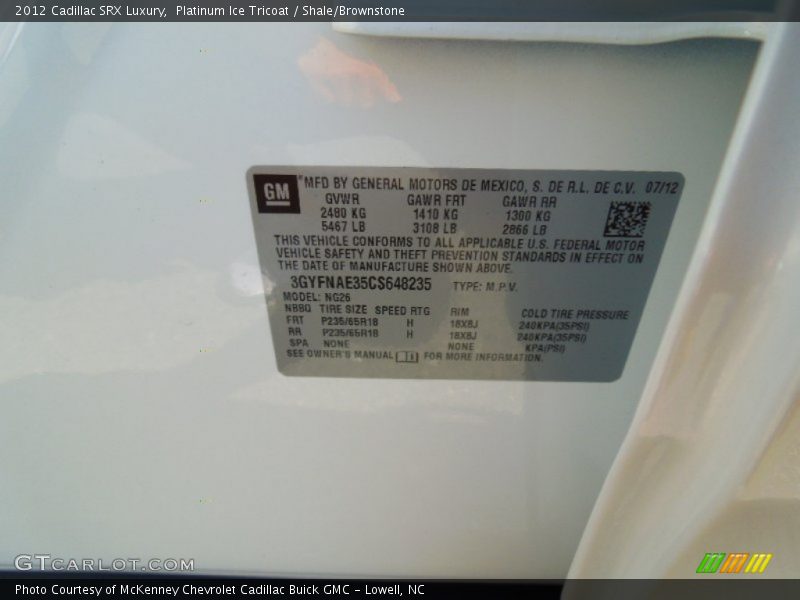 2012 Cadillac SRX Luxury,  Platinum Ice Tricoat / Shale/Brownstone
GM
MFD BY GENERAL MOTORS DE MEXICO, S. DE R.L. DE C.V. 07/12
GVWR GAWR FRT GAWR RR
2480 KG 1410 KG 1300 KG
5467 LB 3108 LB 2866 LB
THIS VEHICLE CONFORMS TO ALL APPLICABLE U.S. FEDERAL MOTOR
VEHICLE SAFETY AND THEFT PREVENTION STANDARDS IN EFFECT ON
THE DATE OF MANUFACTURE SHOWN ABOVE.
3GYFNAE35CS648235 TYPE: M.P.V.
MODEL: NG26
NBBQ TIRE SIZE SPEED RTG RIM COLD TIRE PRESSURE
FRT P235/65R18 H 18X8J 240KPA(35PSI)
RR P235/65R18 H 18X8J 240KPA(35PSI)
SPA NONE NONE KPA(PSI)
SEE OWNER'S MANUAL FOR MORE INFORMATION.
GTCarLot.com
Photo Courtesy of McKenney Chevrolet Cadillac Buick GMC - Lowell, NC